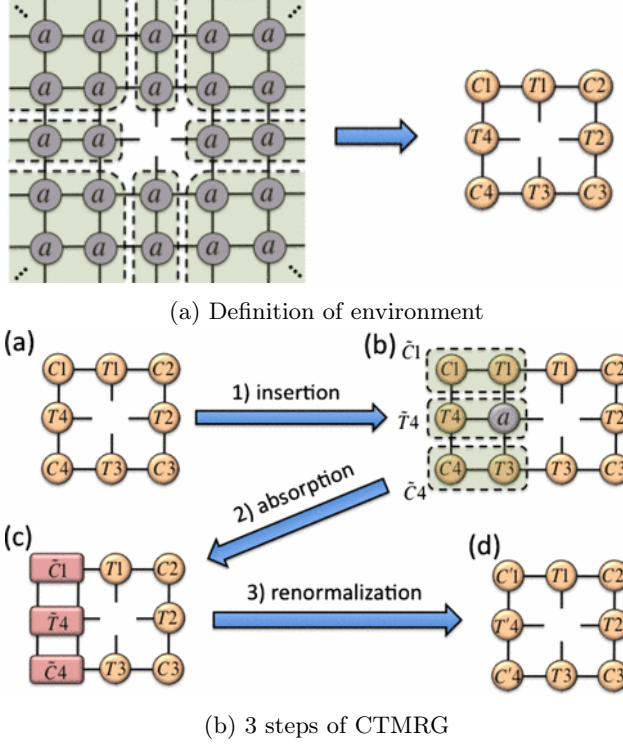 a a a a a
a a a a a
a a a a
a a a a a
a a a a a
C1 T1 C2
T4 T2
C4 T3 C3
(a) Definition of environment
(a)
C1 T1 C2
T4 T2
C4 T3 C3
1) insertion
(b)
C̃1 C1 T1 T1 C2
T̃4 T4 a T2
C̃4 C4 T3 T3 C3
2) absorption
(c)
C̃1 T1 C2
T̃4 T2
C̃4 T3 C3
3) renormalization
(d)
C'1 T1 C2
T'4 T2
C'4 T3 C3
(b) 3 steps of CTMRG